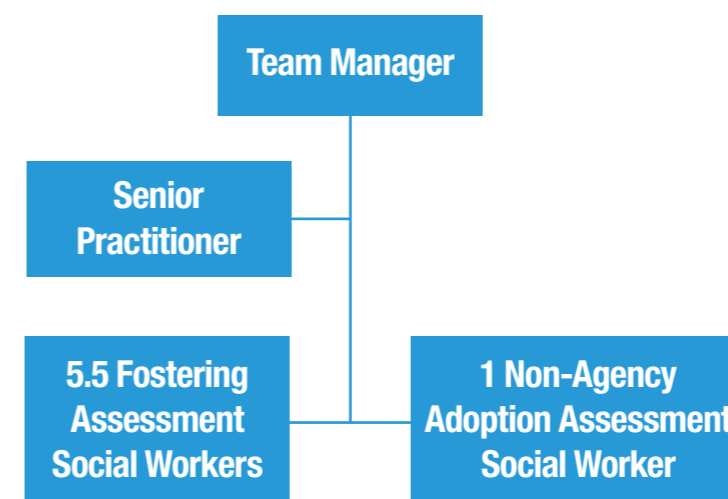 Team Manager
Senior
Practitioner
5.5 Fostering
Assessment
Social Workers
1 Non-Agency
Adoption Assessment
Social Worker